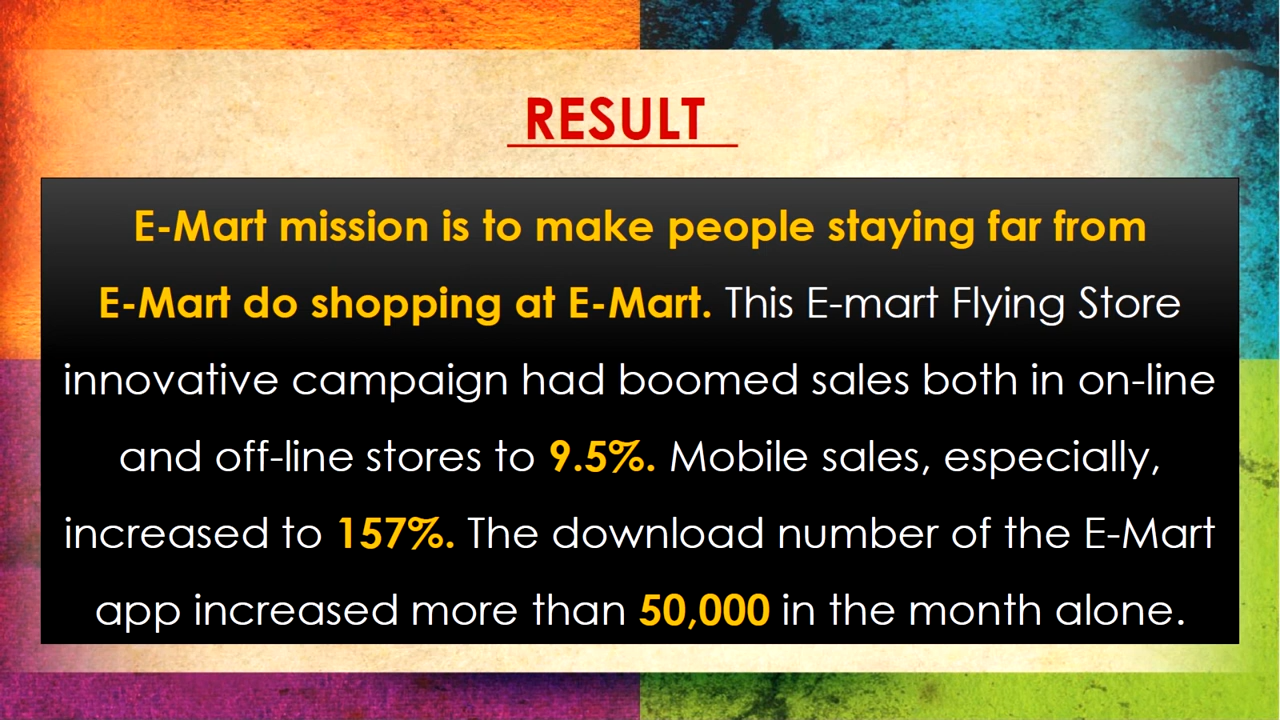 RESULT
E-Mart mission is to make people staying far from
E-Mart do shopping at E-Mart. This E-mart Flying Store
innovative campaign had boomed sales both in on-line
and off-line stores to 9.5%. Mobile sales, especially,
increased to 157%. The download number of the E-Mart
app increased more than 50,000 in the month alone.